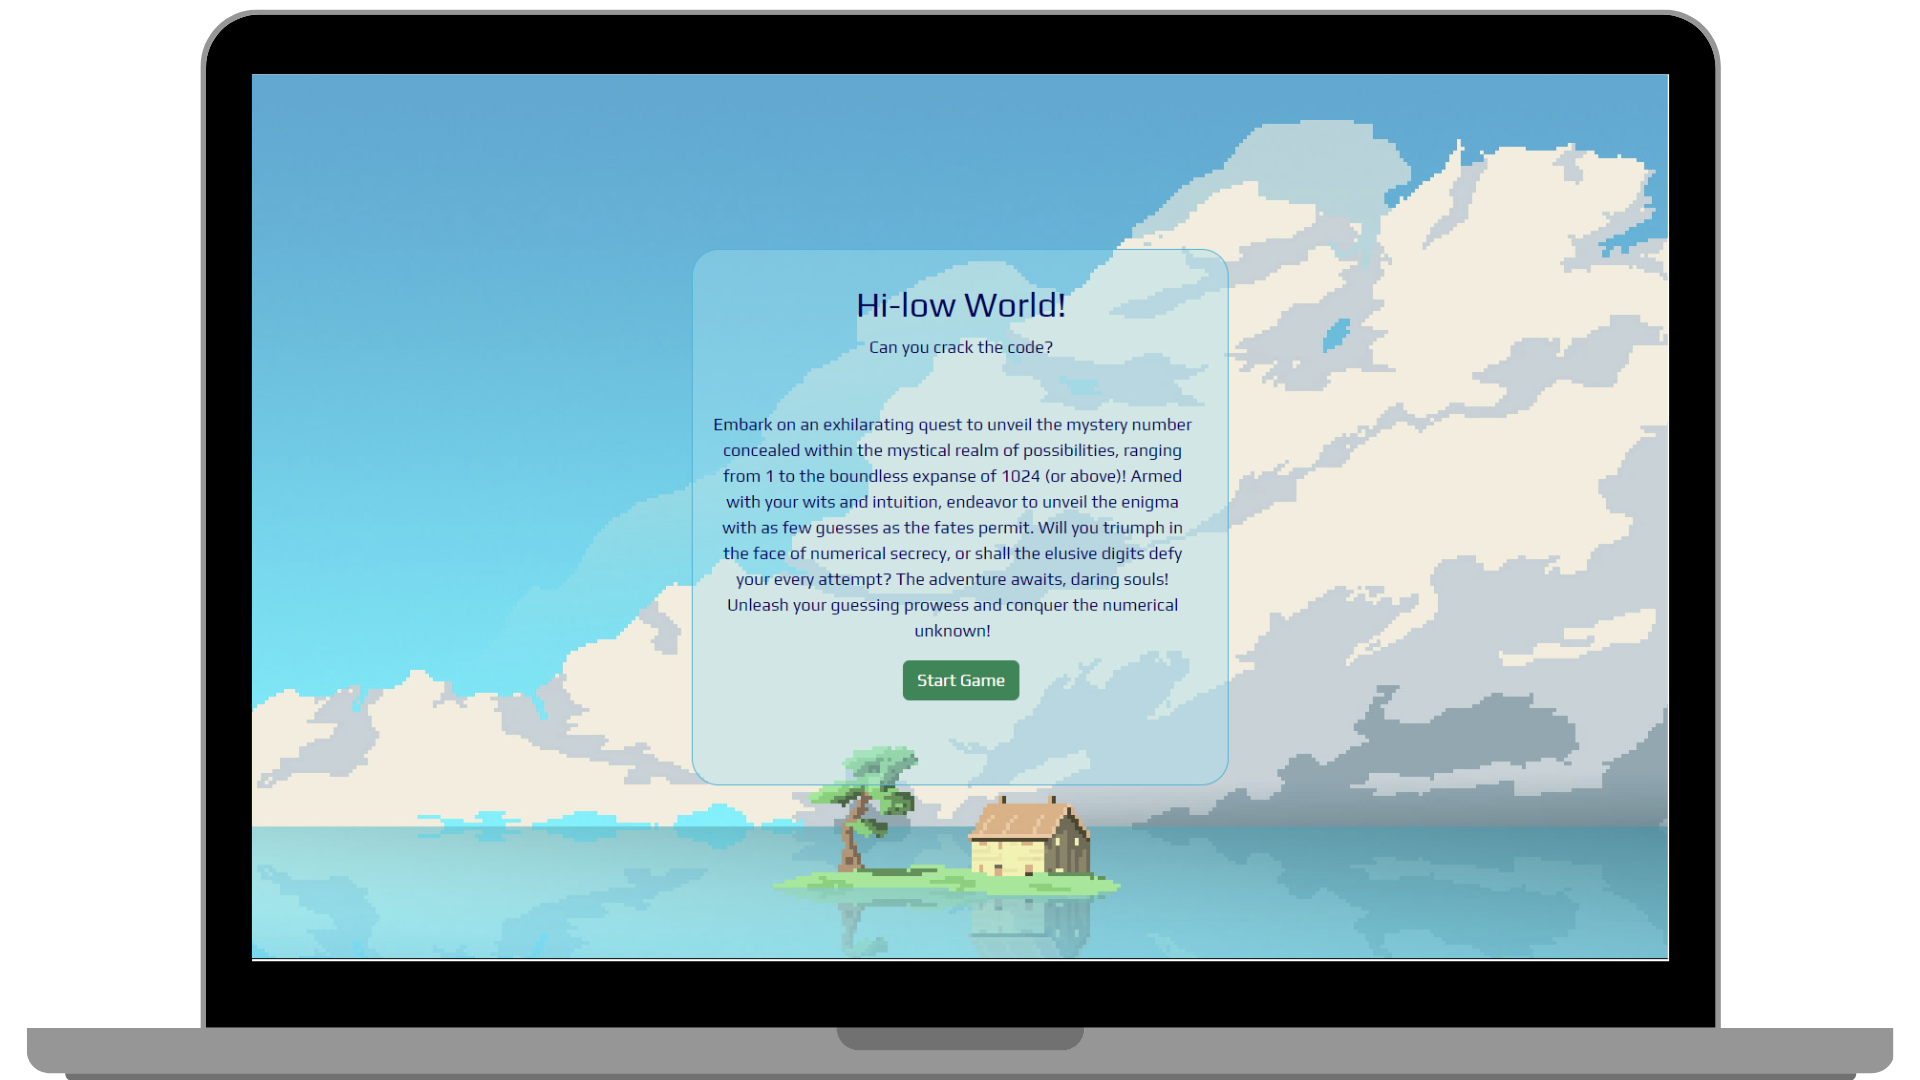 Hi-low World!
Can you crack the code?
Embark on an exhilarating quest to unveil the mystery number
concealed within the mystical realm of possibilities, ranging
from 1 to the boundless expanse of 1024 (or above)! Armed
with your wits and intuition, endeavor to unveil the enigma
with as few guesses as the fates permit. Will you triumph in
the face of numerical secrecy, or shall the elusive digits defy
your every attempt? The adventure awaits, daring souls!
Unleash your guessing prowess and conquer the numerical
unknown!
Start Game